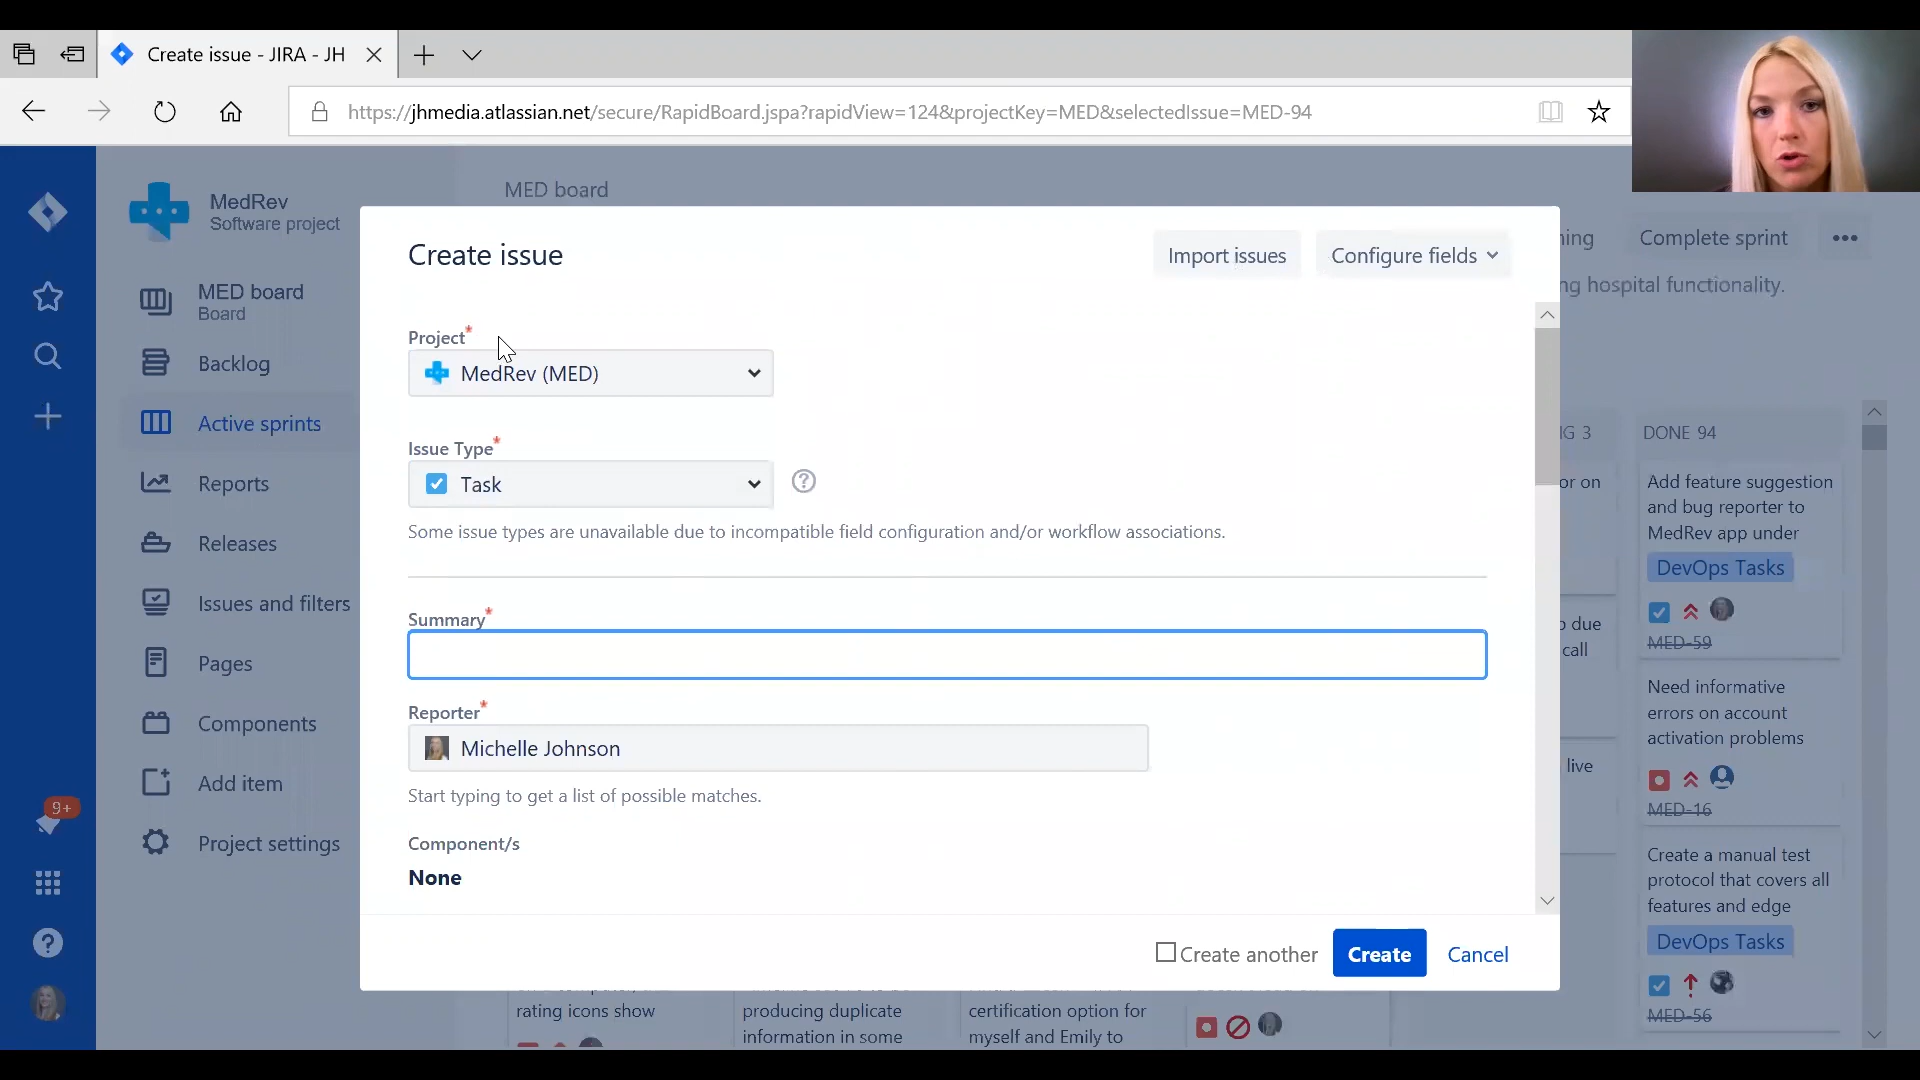 Create issue - JIRA - JH
https://jhmedia.atlassian.net/secure/RapidBoard.jspa?rapidView=124&projectKey=MED&selectedIssue=MED-94
MedRev
Software project
MED board
Board
Backlog
Active sprints
Reports
Releases
Issues and filters
Pages
Components
Add item
Project settings
9+
MED board
Complete sprint
ng hospital functionality.
Create issue
Import issues
Configure fields
Project*
MedRev (MED)
Issue Type*
Task
Some issue types are unavailable due to incompatible field configuration and/or workflow associations.
Summary*
Reporter*
Michelle Johnson
Start typing to get a list of possible matches.
Component/s
None
Create another
Create
Cancel
G 3
or on
due
call
live
DONE 94
Add feature suggestion
and bug reporter to
MedRev app under
DevOps Tasks
MED-59
Need informative
errors on account
activation problems
MED-16
Create a manual test
protocol that covers all
features and edge
DevOps Tasks
MED-56
rating icons show
producing duplicate
information in some
certification option for
myself and Emily to